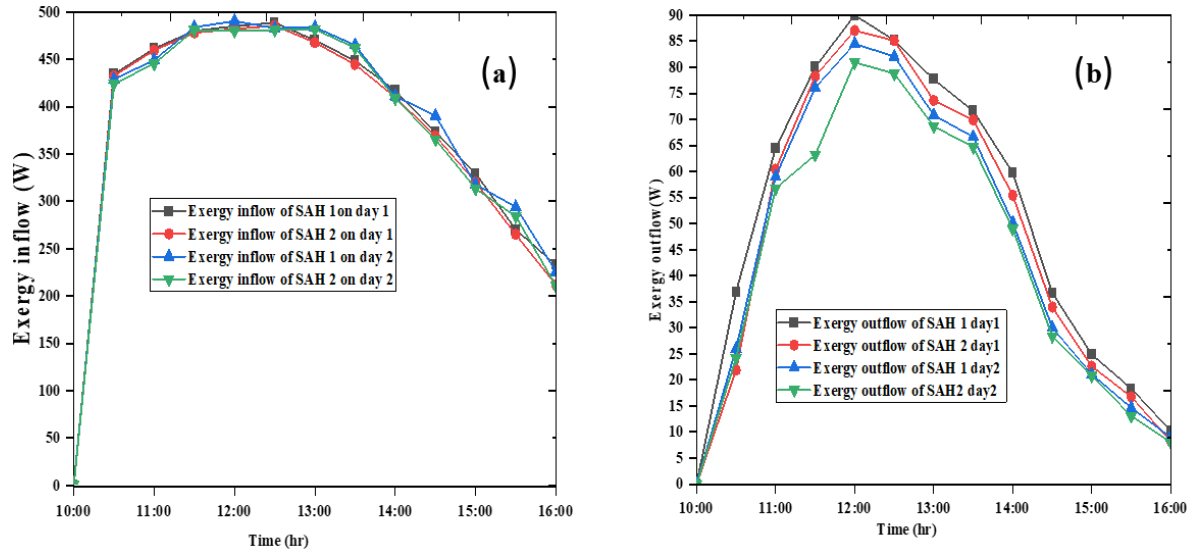 500
450
400
350
300
250
200
150
100
50
0
Exergy inflow (W)
(a)
Exergy inflow of SAH 1on day 1
Exergy inflow of SAH 2 on day 1
Exergy inflow of SAH 1 on day 2
Exergy inflow of SAH 2 on day 2
10:00 11:00 12:00 13:00 14:00 15:00 16:00
Time (hr)
90
85
80
75
70
65
60
55
50
45
40
35
30
25
20
15
10
5
0
Exergy outflow(W)
(b)
Exergy outflow of SAH 1 day1
Exergy outflow of SAH 2 day1
Exergy outflow of SAH 1 day2
Exergy outflow of SAH2 day2
10:00 11:00 12:00 13:00 14:00 15:00 16:00
Time (hr)